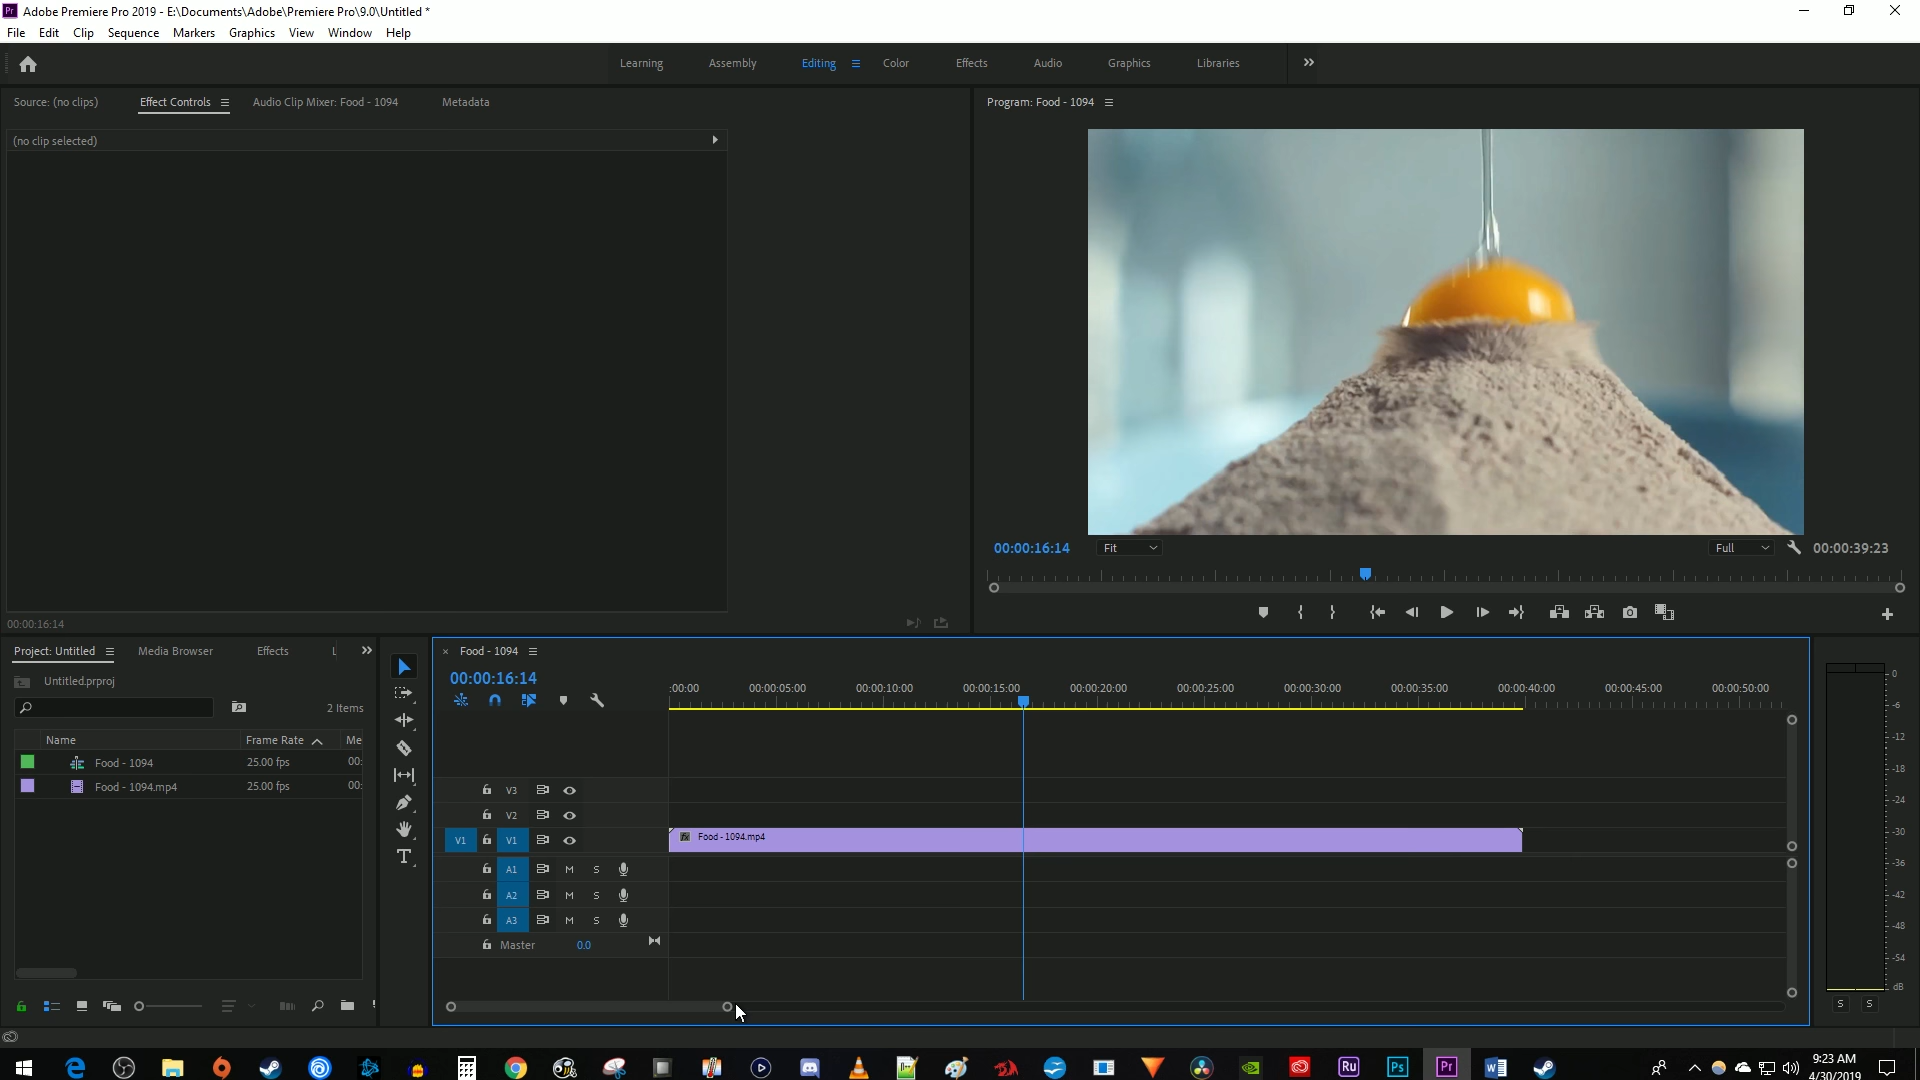 Pr Adobe Premiere Pro 2019 - E:\Documents\Adobe\Premiere Pro\9.0\Untitled *
File Edit Clip Sequence Markers Graphics View Window Help
Learning Assembly Editing Color Effects Audio Graphics Libraries
Source: (no clips) Effect Controls Audio Clip Mixer: Food - 1094 Metadata
Program: Food - 1094
(no clip selected)
00:00:16:14 Fit Full 00:00:39:23
00:00:16:14
Project: Untitled Media Browser Effects
Untitled.prproj
2 Items
Name Frame Rate Me
Food - 1094 25.00 fps 00:
Food - 1094.mp4 25.00 fps 00:
× Food - 1094
00:00:16:14
:00:00 00:00:05:00 00:00:10:00 00:00:15:00 00:00:20:00 00:00:25:00 00:00:30:00 00:00:35:00 00:00:40:00 00:00:45:00 00:00:50:00
V3
V2
V1 V1 fx Food - 1094.mp4
A1 M S
A2 M S
A3 M S
Master 0.0
0
-6
-12
-18
-24
-30
-36
-42
-48
-54
dB
S S
Ru Ps Pr W
9:23 AM
4/30/2019